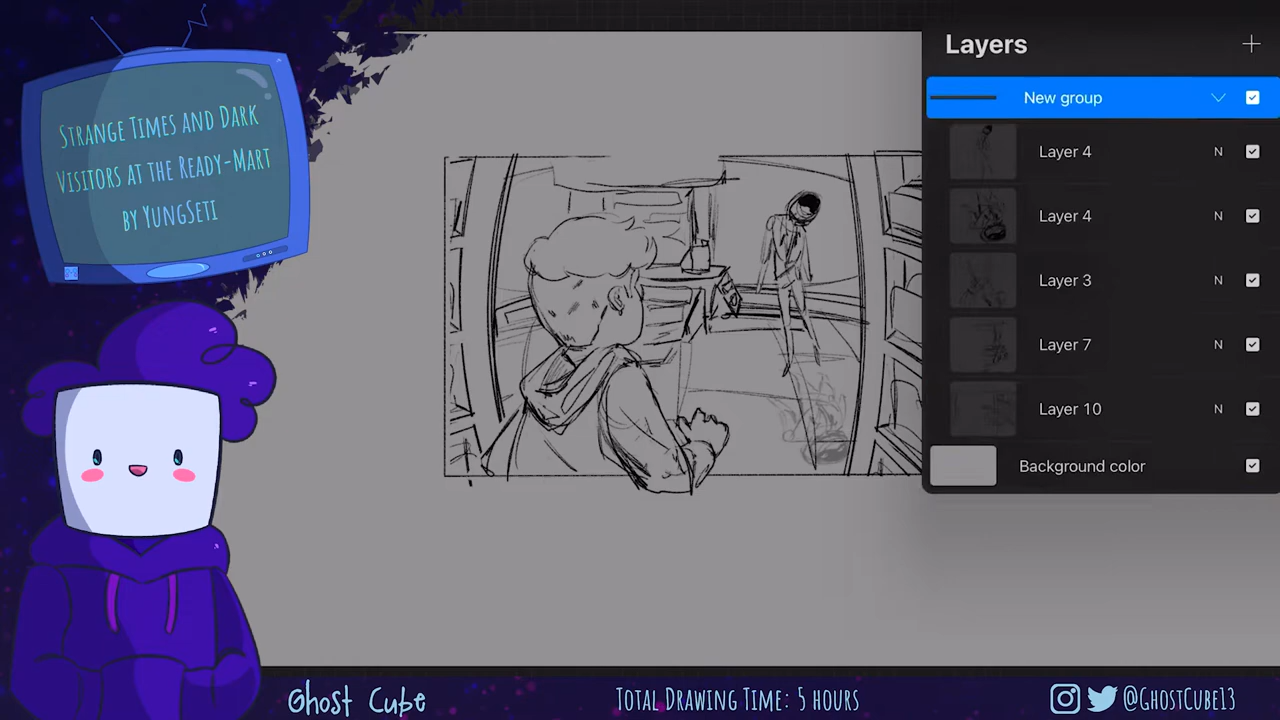 Strange Times and Dark
Visitors at the Ready-Mart
by YungSeti
Layers
New group
Layer 4
N
Layer 4
N
Layer 3
N
Layer 7
N
Layer 10
N
Background color
Ghost Cube
Total Drawing Time: 5 hours
@GhostCube13